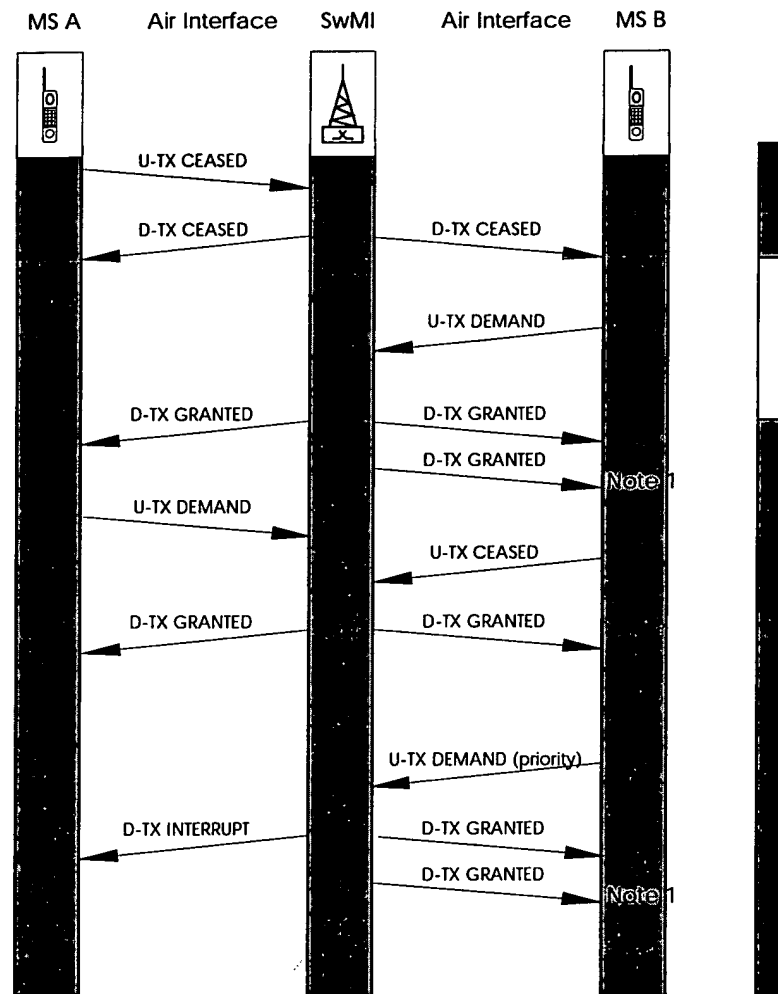 MS A Air Interface SwMI Air Interface MS B
U-TX CEASED
D-TX CEASED D-TX CEASED
U-TX DEMAND
D-TX GRANTED D-TX GRANTED
D-TX GRANTED Note 1
U-TX DEMAND
U-TX CEASED
D-TX GRANTED D-TX GRANTED
U-TX DEMAND (priority)
D-TX INTERRUPT D-TX GRANTED
D-TX GRANTED Note 1